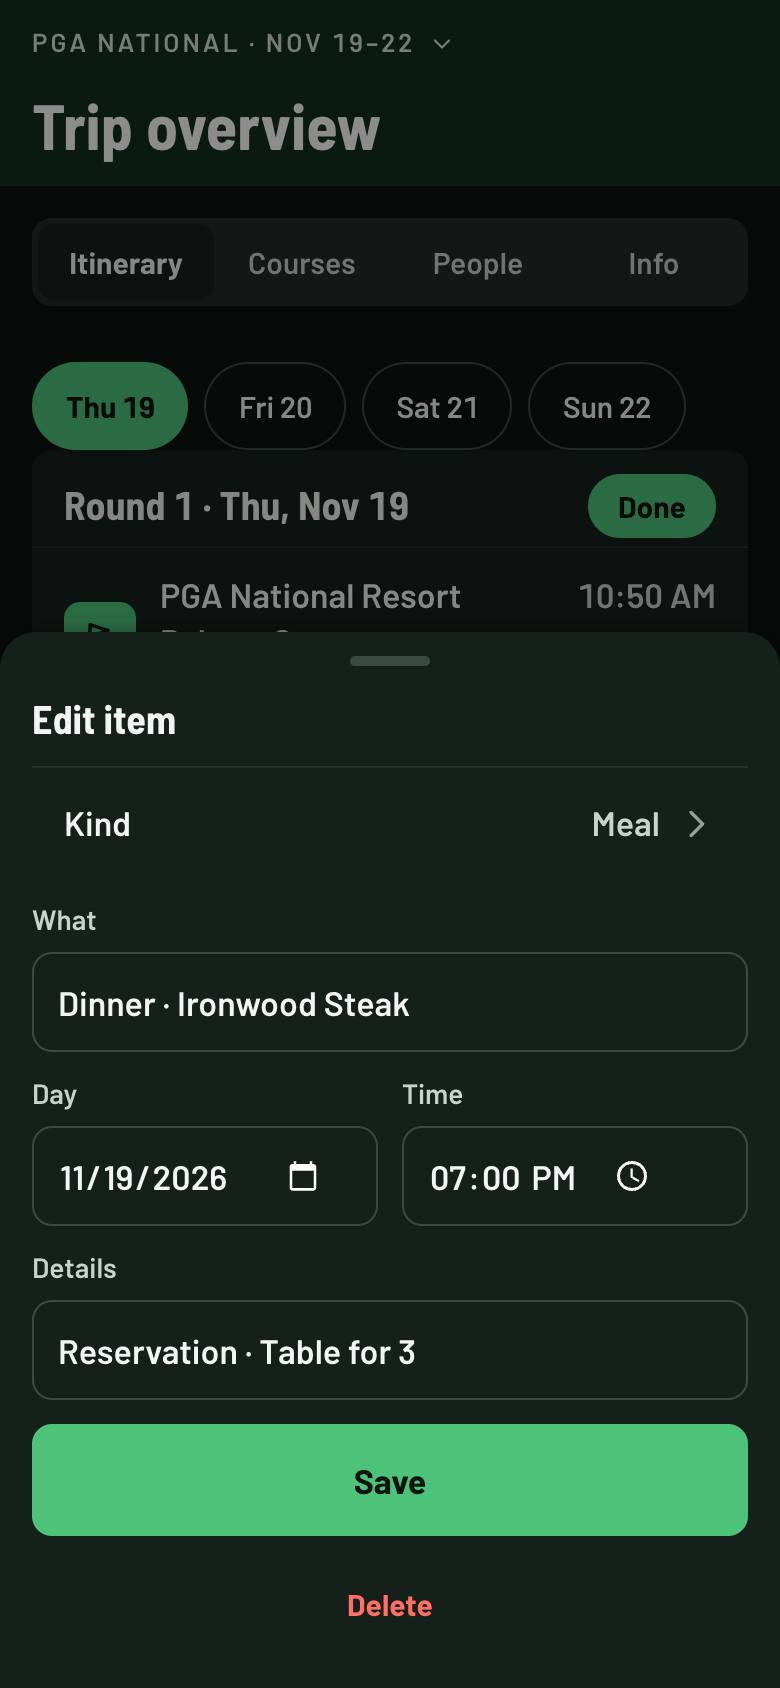 PGA NATIONAL · NOV 19–22
Trip overview
Itinerary Courses People Info
Thu 19 Fri 20 Sat 21 Sun 22
Round 1 · Thu, Nov 19 Done
PGA National Resort 10:50 AM
Edit item
Kind Meal
What
Dinner · Ironwood Steak
Day Time
11/19/2026 07:00 PM
Details
Reservation · Table for 3
Save
Delete